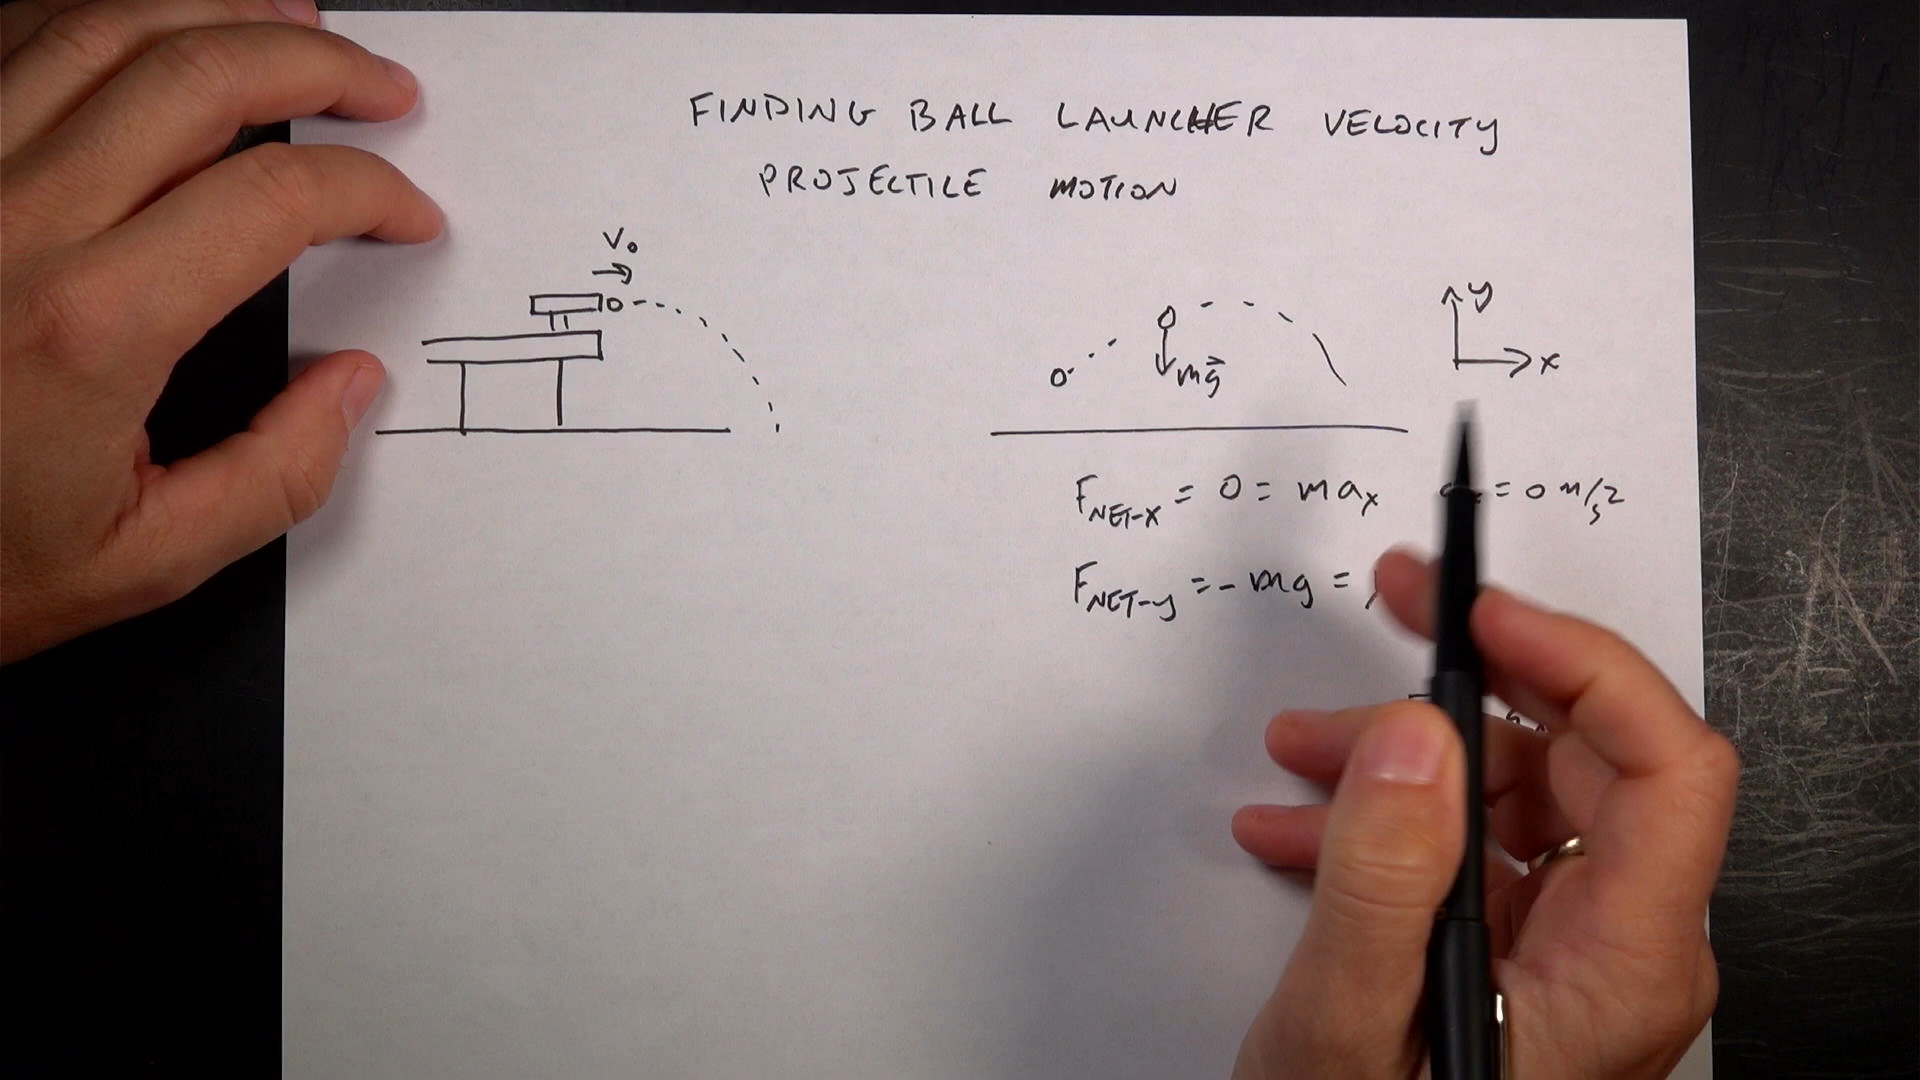 FINDING BALL LAUNCHER VELOCITY
PROJECTILE MOTION
V₀
mg⃗
y
x
F_NET-x = 0 = ma_x = 0 m/s²
F_NET-y = - mg =